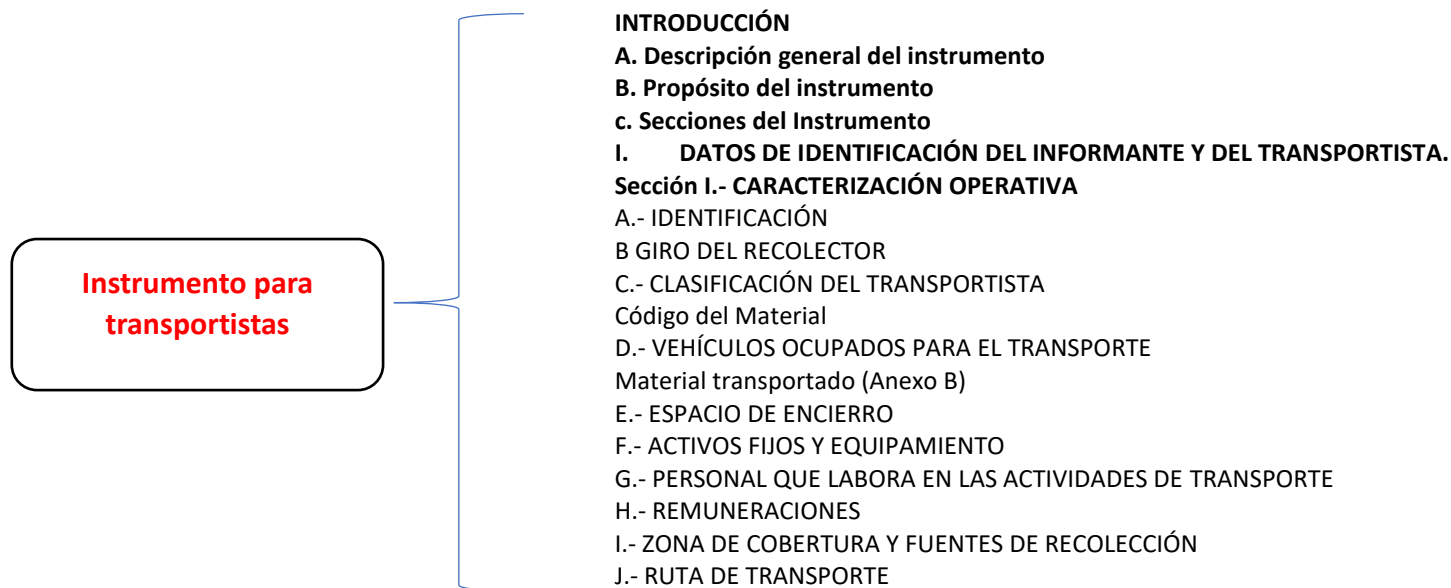 INTRODUCCIÓN
A. Descripción general del instrumento
B. Propósito del instrumento
c. Secciones del Instrumento
I. DATOS DE IDENTIFICACIÓN DEL INFORMANTE Y DEL TRANSPORTISTA.
Sección I.- CARACTERIZACIÓN OPERATIVA
A.- IDENTIFICACIÓN
B GIRO DEL RECOLECTOR
C.- CLASIFICACIÓN DEL TRANSPORTISTA
Código del Material
D.- VEHÍCULOS OCUPADOS PARA EL TRANSPORTE
Material transportado (Anexo B)
E.- ESPACIO DE ENCIERRO
F.- ACTIVOS FIJOS Y EQUIPAMIENTO
G.- PERSONAL QUE LABORA EN LAS ACTIVIDADES DE TRANSPORTE
H.- REMUNERACIONES
I.- ZONA DE COBERTURA Y FUENTES DE RECOLECCIÓN
J.- RUTA DE TRANSPORTE
Instrumento para
transportistas